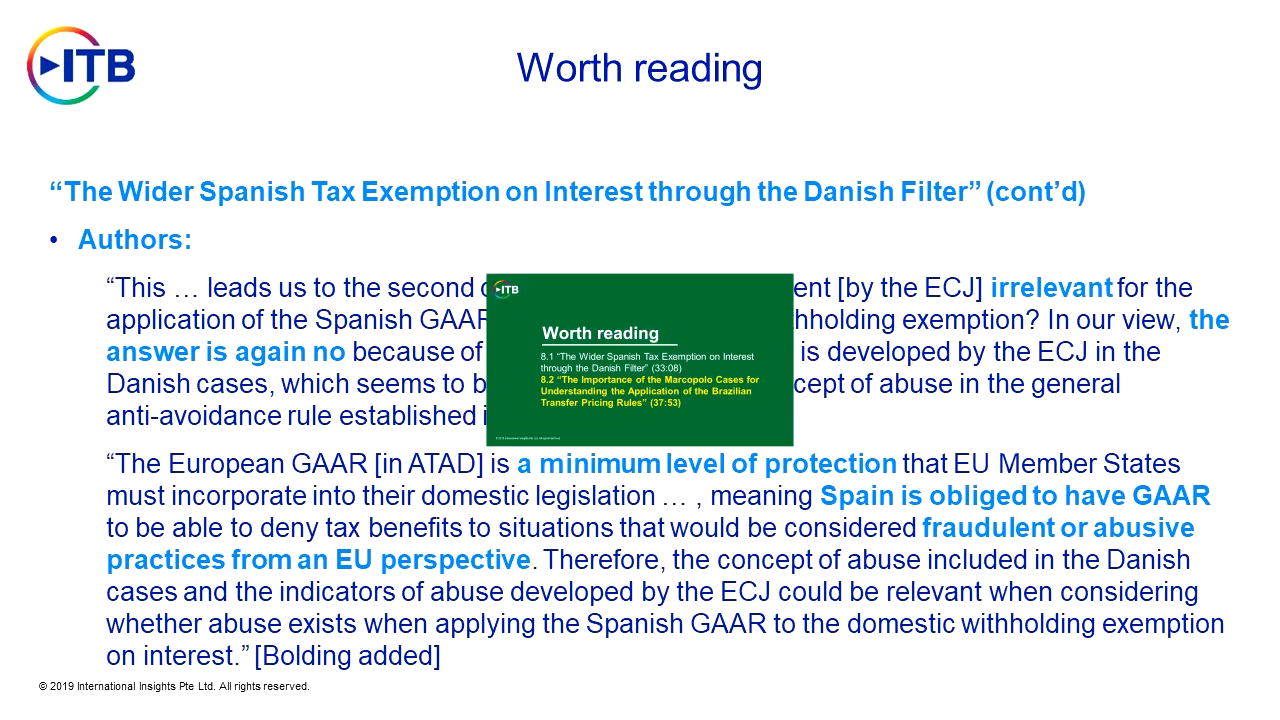 ITB
Worth reading
“The Wider Spanish Tax Exemption on Interest through the Danish Filter” (cont’d)
• Authors:
“This … leads us to the second ent [by the ECJ] irrelevant for the
application of the Spanish GAAR hholding exemption? In our view, the
answer is again no because of is developed by the ECJ in the
Danish cases, which seems to b cept of abuse in the general
anti-avoidance rule established i
ITB
Worth reading
8.1 “The Wider Spanish Tax Exemption on Interest
through the Danish Filter” (33:08)
8.2 “The Importance of the Marcopolo Cases for
Understanding the Application of the Brazilian
Transfer Pricing Rules” (37:53)
“The European GAAR [in ATAD] is a minimum level of protection that EU Member States
must incorporate into their domestic legislation … , meaning Spain is obliged to have GAAR
to be able to deny tax benefits to situations that would be considered fraudulent or abusive
practices from an EU perspective. Therefore, the concept of abuse included in the Danish
cases and the indicators of abuse developed by the ECJ could be relevant when considering
whether abuse exists when applying the Spanish GAAR to the domestic withholding exemption
on interest.” [Bolding added]
© 2019 International Insights Pte Ltd. All rights reserved.